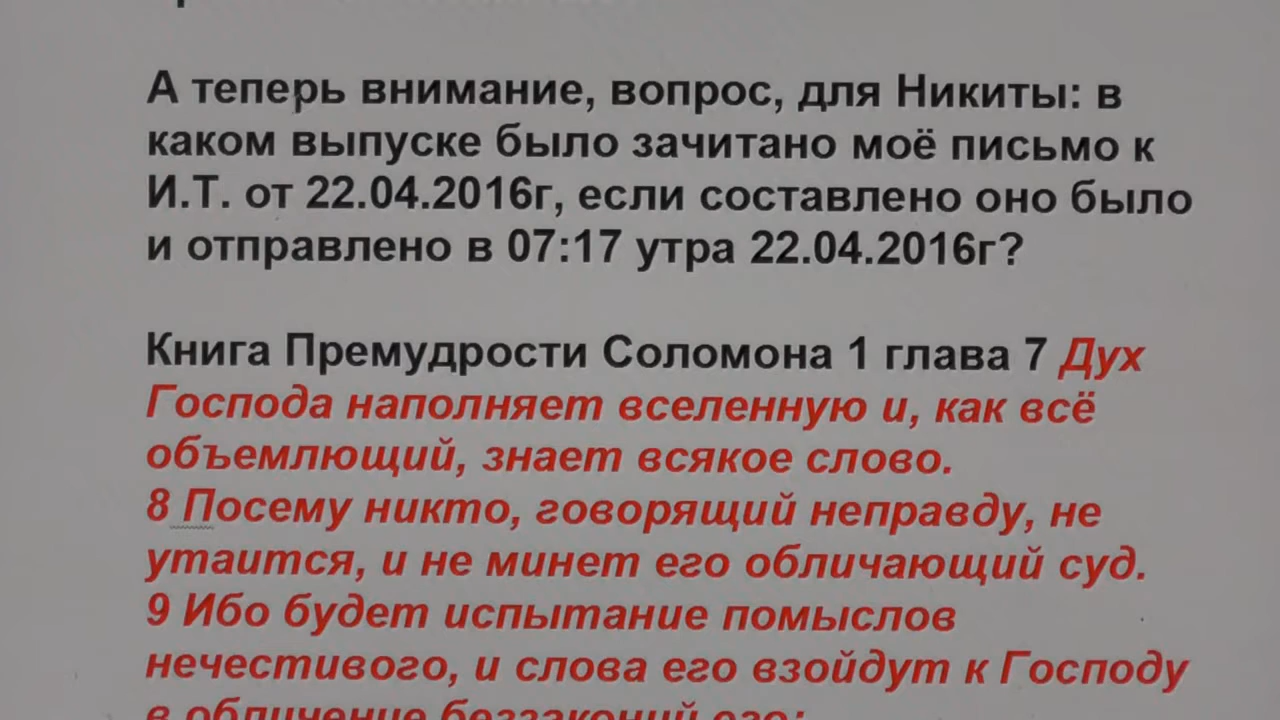 А теперь внимание, вопрос, для Никиты: в
каком выпуске было зачитано моё письмо к
И.Т. от 22.04.2016г, если составлено оно было
и отправлено в 07:17 утра 22.04.2016г?
Книга Премудрости Соломона 1 глава 7 Дух
Господа наполняет вселенную и, как всё
объемлющий, знает всякое слово.
8 Посему никто, говорящий неправду, не
утаится, и не минет его обличающий суд.
9 Ибо будет испытание помыслов
нечестивого, и слова его взойдут к Господу
в обличение беззаконий его;